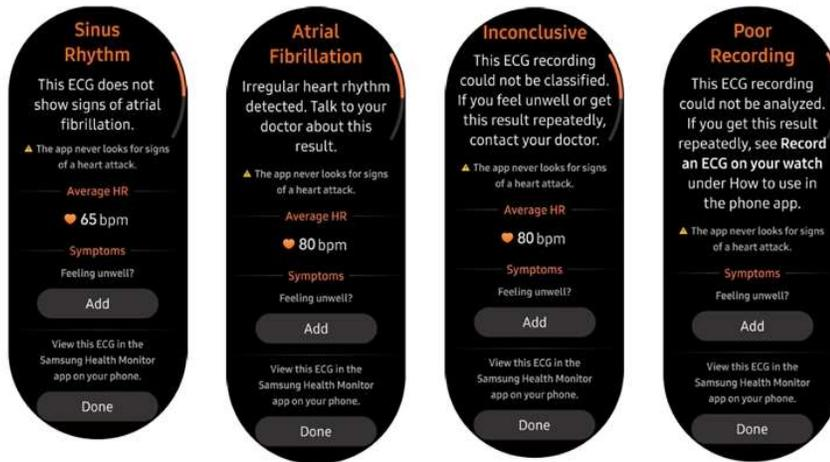 Sinus
Rhythm
This ECG does not
show signs of atrial
fibrillation.
The app never looks for signs
of a heart attack.
Average HR
65 bpm
Symptoms
Feeling unwell?
Add
View this ECG in the
Samsung Health Monitor
app on your phone.
Done
Atrial
Fibrillation
Irregular heart rhythm
detected. Talk to your
doctor about this
result.
The app never looks for signs
of a heart attack.
Average HR
80 bpm
Symptoms
Feeling unwell?
Add
View this ECG in the
Samsung Health Monitor
app on your phone.
Done
Inconclusive
This ECG recording
could not be classified.
If you feel unwell or get
this result repeatedly,
contact your doctor.
The app never looks for signs
of a heart attack.
Average HR
80 bpm
Symptoms
Feeling unwell?
Add
View this ECG in the
Samsung Health Monitor
app on your phone.
Done
Poor
Recording
This ECG recording
could not be analyzed.
If you get this result
repeatedly, see Record
an ECG on your watch
under How to use in
the phone app.
The app never looks for signs
of a heart attack.
Symptoms
Feeling unwell?
Add
View this ECG in the
Samsung Health Monitor
app on your phone.
Done